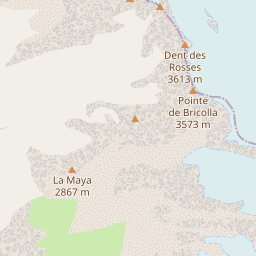 Dent des
Rosses
3613 m
Pointe
de Bricolla
3573 m
La Maya
2867 m